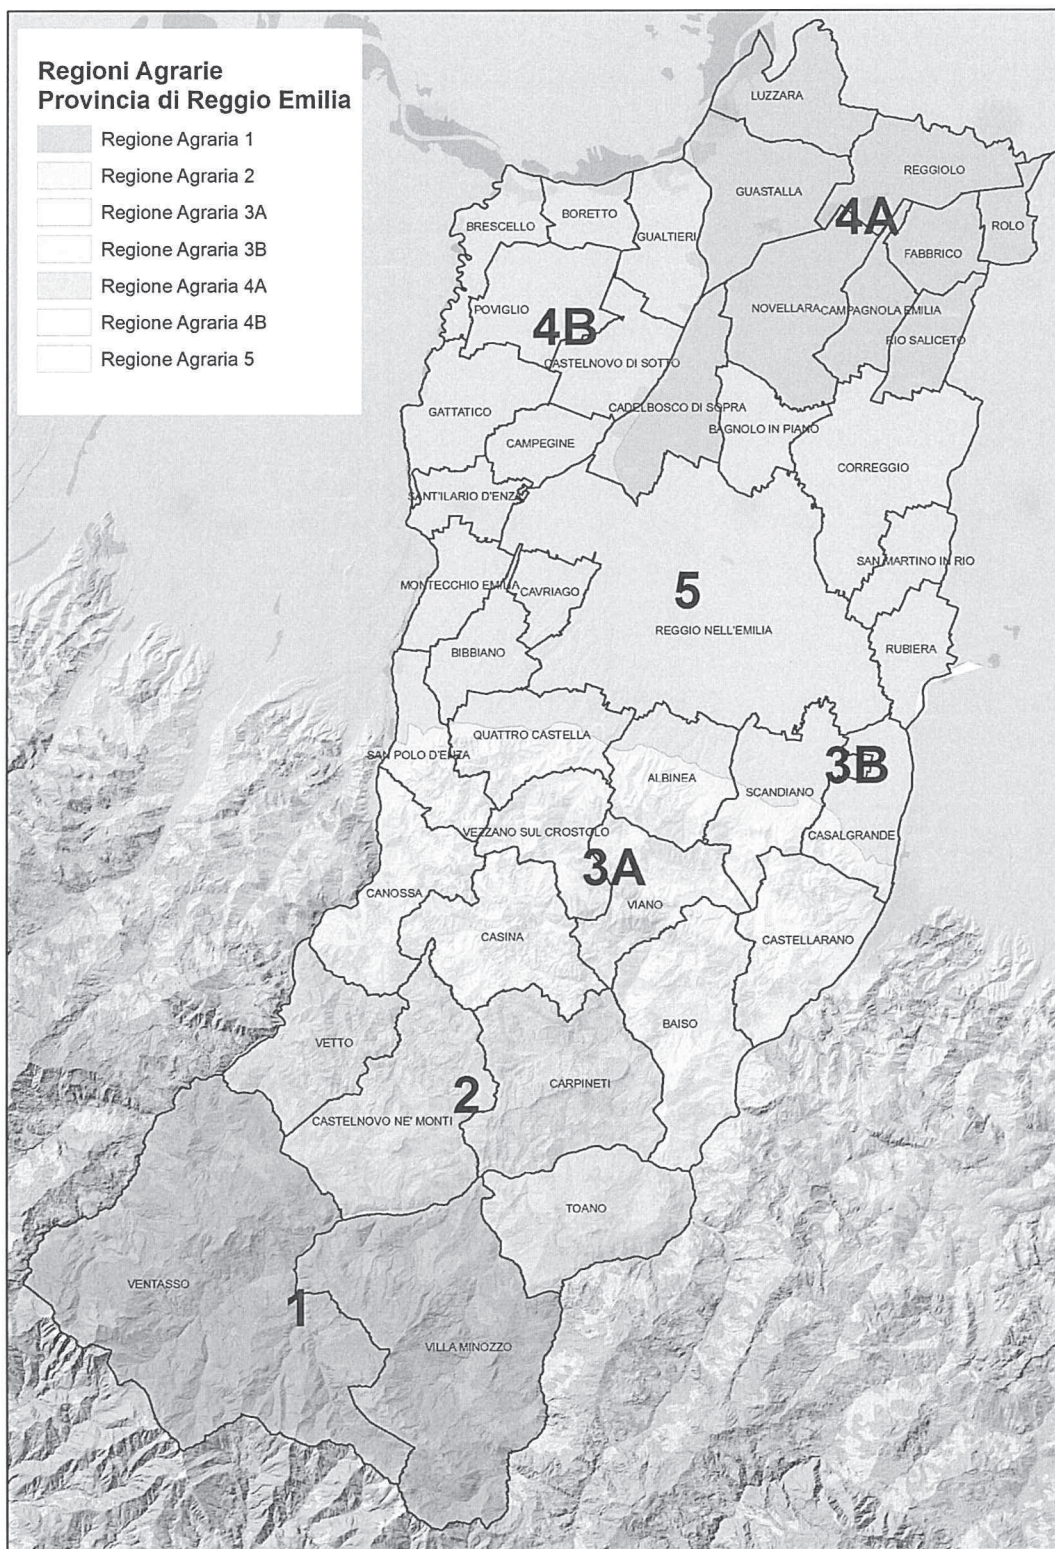 Regioni Agrarie
Provincia di Reggio Emilia
Regione Agraria 1
Regione Agraria 2
Regione Agraria 3A
Regione Agraria 3B
Regione Agraria 4A
Regione Agraria 4B
Regione Agraria 5
LUZZARA
REGGIOLO
GUASTALLA
4A
BORETTO
BRESCELLO
GUALTIERI
ROLO
FABBRICO
POVIGLIO
4B
NOVELLARA
CAMPAGNOLA EMILIA
RIO SALICETO
CASTELNOVO DI SOTTO
GATTATICO
CADELBOSCO DI SOPRA
BAGNOLO IN PIANO
CAMPEGINE
CORREGGIO
SANT'ILARIO D'ENZA
SAN MARTINO IN RIO
MONTECCHIO EMILIA
CAVRIAGO
5
REGGIO NELL'EMILIA
BIBBIANO
RUBIERA
QUATTRO CASTELLA
SAN POLO D'ENZA
3B
ALBINEA
SCANDIANO
VEZZANO SUL CROSTOLO
CASALGRANDE
3A
CANOSSA
VIANO
CASINA
CASTELLARANO
BAISO
VETTO
CARPINETI
2
CASTELNOVO NE' MONTI
TOANO
VENTASSO
1
VILLA MINOZZO